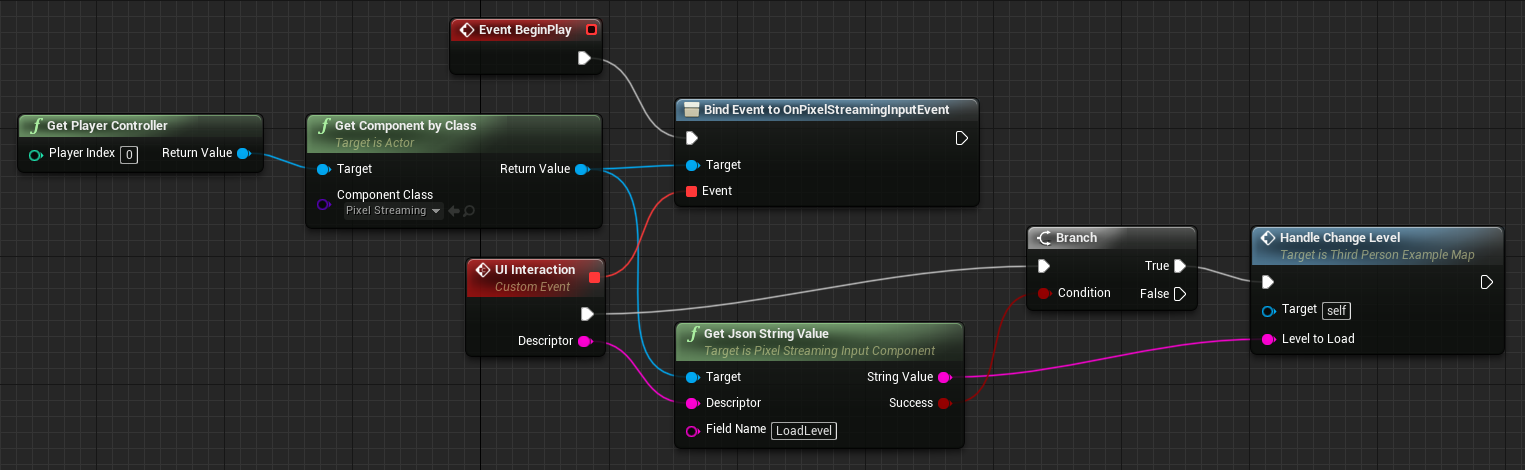 Event BeginPlay
Get Player Controller
Player Index 0 Return Value
Get Component by Class
Target is Actor
Target Return Value
Component Class
Pixel Streaming
Bind Event to OnPixelStreamingInputEvent
Target
Event
UI Interaction
Custom Event
Descriptor
Get Json String Value
Target is Pixel Streaming Input Component
Target String Value
Descriptor Success
Field Name LoadLevel
Branch
True
Condition False
Handle Change Level
Target is Third Person Example Map
Target self
Level to Load